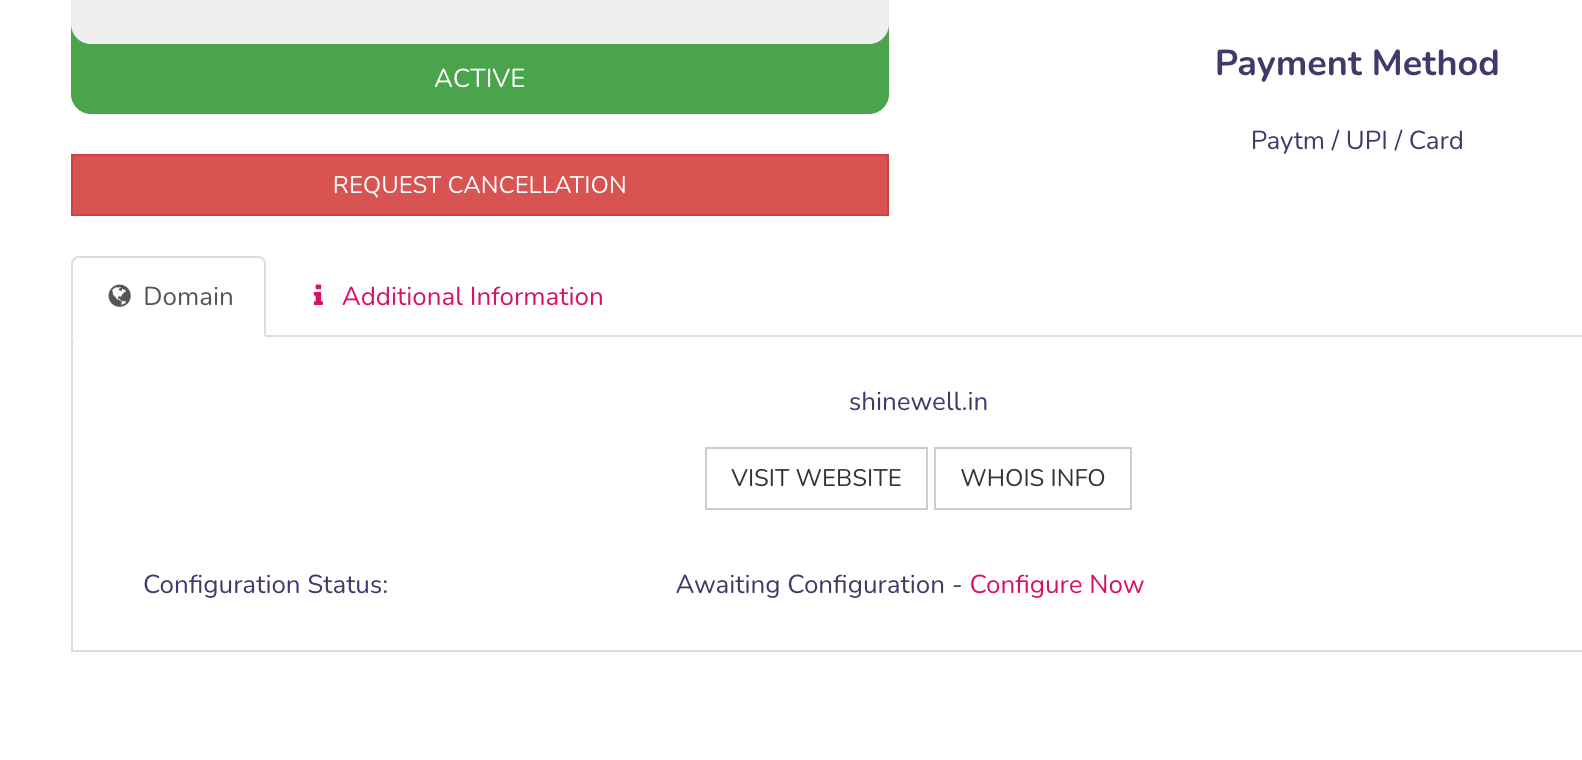 ACTIVE
Payment Method
Paytm / UPI / Card
REQUEST CANCELLATION
Domain
Additional Information
shinewell.in
VISIT WEBSITE
WHOIS INFO
Configuration Status:
Awaiting Configuration - Configure Now